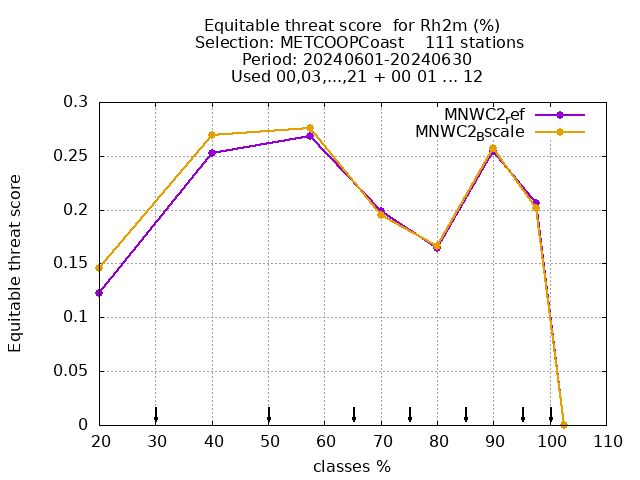 Equitable threat score  for Rh2m (%)
Selection: METCOOPCoast    111 stations
Period: 20240601-20240630
Used 00,03,...,21 + 00 01 ... 12
MNWC2ref
MNWC2Bscale
Equitable threat score
0.3
0.25
0.2
0.15
0.1
0.05
0
20 30 40 50 60 70 80 90 100 110
classes %